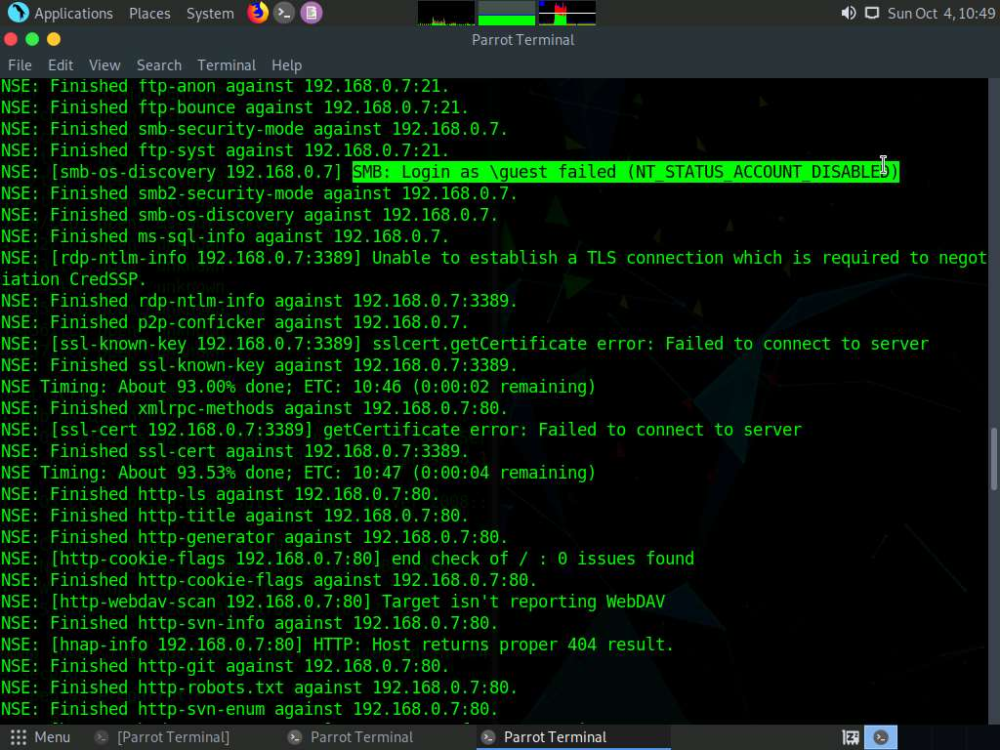 Applications Places System Sun Oct 4, 10:49
Parrot Terminal
File Edit View Search Terminal Help
NSE: Finished ftp-anon against 192.168.0.7:21.
NSE: Finished ftp-bounce against 192.168.0.7:21.
NSE: Finished smb-security-mode against 192.168.0.7.
NSE: Finished ftp-syst against 192.168.0.7:21.
NSE: [smb-os-discovery 192.168.0.7] SMB: Login as \guest failed (NT_STATUS_ACCOUNT_DISABLED)
NSE: Finished smb2-security-mode against 192.168.0.7.
NSE: Finished smb-os-discovery against 192.168.0.7.
NSE: Finished ms-sql-info against 192.168.0.7.
NSE: [rdp-ntlm-info 192.168.0.7:3389] Unable to establish a TLS connection which is required to negot
iation CredSSP.
NSE: Finished rdp-ntlm-info against 192.168.0.7:3389.
NSE: Finished p2p-conficker against 192.168.0.7.
NSE: [ssl-known-key 192.168.0.7:3389] sslcert.getCertificate error: Failed to connect to server
NSE: Finished ssl-known-key against 192.168.0.7:3389.
NSE Timing: About 93.00% done; ETC: 10:46 (0:00:02 remaining)
NSE: Finished xmlrpc-methods against 192.168.0.7:80.
NSE: [ssl-cert 192.168.0.7:3389] getCertificate error: Failed to connect to server
NSE: Finished ssl-cert against 192.168.0.7:3389.
NSE Timing: About 93.53% done; ETC: 10:47 (0:00:04 remaining)
NSE: Finished http-ls against 192.168.0.7:80.
NSE: Finished http-title against 192.168.0.7:80.
NSE: Finished http-generator against 192.168.0.7:80.
NSE: [http-cookie-flags 192.168.0.7:80] end check of / : 0 issues found
NSE: Finished http-cookie-flags against 192.168.0.7:80.
NSE: [http-webdav-scan 192.168.0.7:80] Target isn't reporting WebDAV
NSE: Finished http-svn-info against 192.168.0.7:80.
NSE: [hnap-info 192.168.0.7:80] HTTP: Host returns proper 404 result.
NSE: Finished http-git against 192.168.0.7:80.
NSE: Finished http-robots.txt against 192.168.0.7:80.
NSE: Finished http-svn-enum against 192.168.0.7:80.
Menu [Parrot Terminal] Parrot Terminal Parrot Terminal